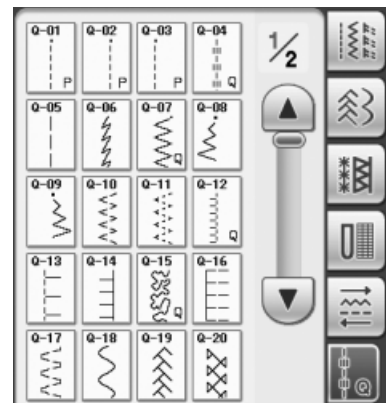 Q-01 Q-02 Q-03 Q-04
P P P Q
1/2
Q-05 Q-06 Q-07 Q-08
Q
Q-09 Q-10 Q-11 Q-12
Q
Q-13 Q-14 Q-15 Q-16
Q
Q-17 Q-18 Q-19 Q-20
Q